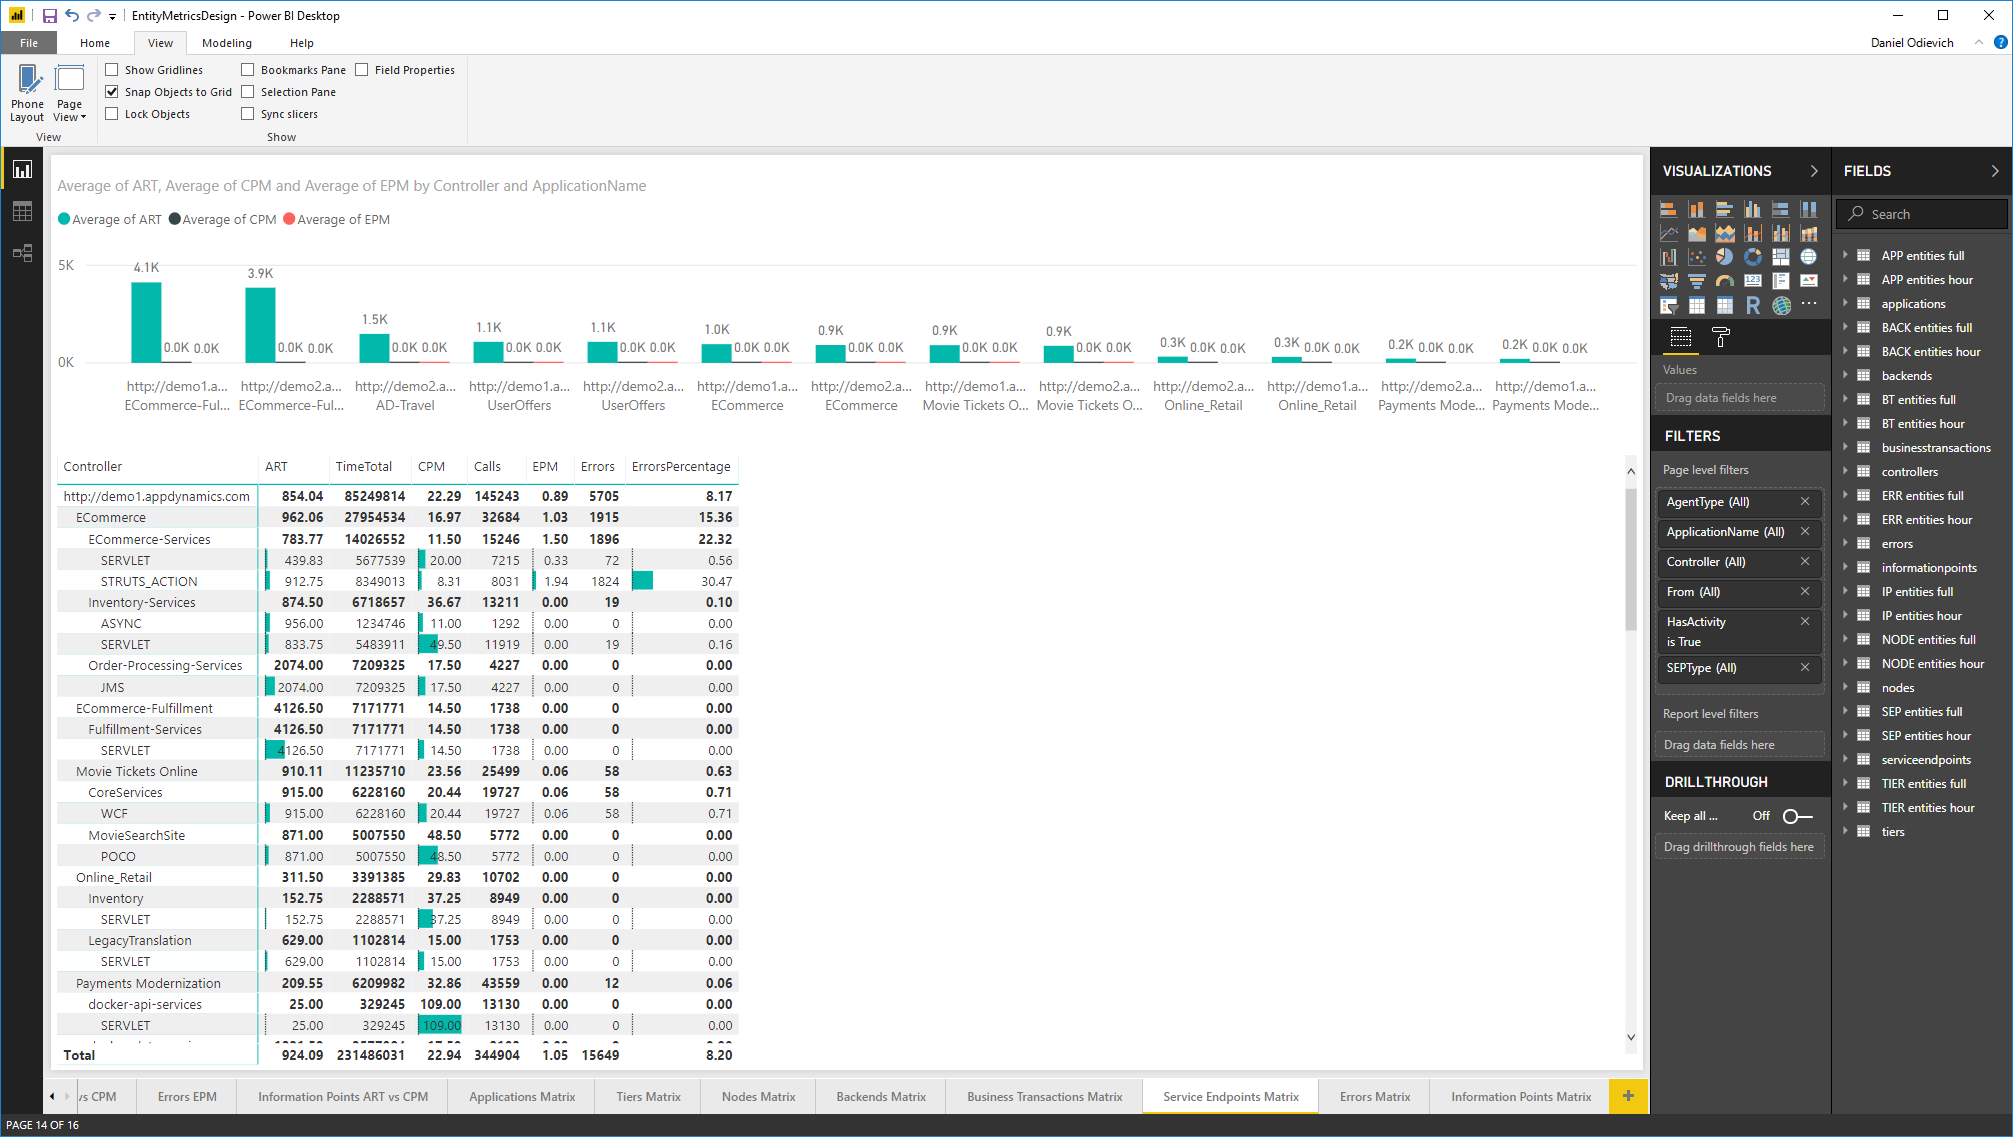 EntityMetricsDesign - Power BI Desktop
File Home View Modeling Help
Daniel Odievich
Phone Layout
Page View
Show Gridlines
Snap Objects to Grid
Lock Objects
Bookmarks Pane
Selection Pane
Sync slicers
Field Properties
View
Show
Average of ART, Average of CPM and Average of EPM by Controller and ApplicationName
Average of ART Average of CPM Average of EPM
5K
0K
4.1K 0.0K 0.0K
3.9K 0.0K 0.0K
1.5K 0.0K 0.0K
1.1K 0.0K 0.0K
1.1K 0.0K 0.0K
1.0K 0.0K 0.0K
0.9K 0.0K 0.0K
0.9K 0.0K 0.0K
0.9K 0.0K 0.0K
0.3K 0.0K 0.0K
0.3K 0.0K 0.0K
0.2K 0.0K 0.0K
0.2K 0.0K 0.0K
http://demo1.a... http://demo2.a... http://demo2.a... http://demo1.a... http://demo2.a... http://demo1.a... http://demo2.a... http://demo1.a... http://demo2.a... http://demo2.a... http://demo1.a... http://demo2.a... http://demo1.a...
ECommerce-Ful... ECommerce-Ful... AD-Travel UserOffers UserOffers ECommerce ECommerce Movie Tickets O... Movie Tickets O... Online_Retail Online_Retail Payments Mode... Payments Mode...
Controller ART TimeTotal CPM Calls EPM Errors ErrorsPercentage
http://demo1.appdynamics.com 854.04 85249814 22.29 145243 0.89 5705 8.17
ECommerce 962.06 27954534 16.97 32684 1.03 1915 15.36
ECommerce-Services 783.77 14026552 11.50 15246 1.50 1896 22.32
SERVLET 439.83 5677539 20.00 7215 0.33 72 0.56
STRUTS_ACTION 912.75 8349013 8.31 8031 1.94 1824 30.47
Inventory-Services 874.50 6718657 36.67 13211 0.00 19 0.10
ASYNC 956.00 1234746 11.00 1292 0.00 0 0.00
SERVLET 833.75 5483911 49.50 11919 0.00 19 0.16
Order-Processing-Services 2074.00 7209325 17.50 4227 0.00 0 0.00
JMS 2074.00 7209325 17.50 4227 0.00 0 0.00
ECommerce-Fulfillment 4126.50 7171771 14.50 1738 0.00 0 0.00
Fulfillment-Services 4126.50 7171771 14.50 1738 0.00 0 0.00
SERVLET 4126.50 7171771 14.50 1738 0.00 0 0.00
Movie Tickets Online 910.11 11235710 23.56 25499 0.06 58 0.63
CoreServices 915.00 6228160 20.44 19727 0.06 58 0.71
WCF 915.00 6228160 20.44 19727 0.06 58 0.71
MovieSearchSite 871.00 5007550 48.50 5772 0.00 0 0.00
POCO 871.00 5007550 48.50 5772 0.00 0 0.00
Online_Retail 311.50 3391385 29.83 10702 0.00 0 0.00
Inventory 152.75 2288571 37.25 8949 0.00 0 0.00
SERVLET 152.75 2288571 37.25 8949 0.00 0 0.00
LegacyTranslation 629.00 1102814 15.00 1753 0.00 0 0.00
SERVLET 629.00 1102814 15.00 1753 0.00 0 0.00
Payments Modernization 209.55 6209982 32.86 43559 0.00 12 0.06
docker-api-services 25.00 329245 109.00 13130 0.00 0 0.00
SERVLET 25.00 329245 109.00 13130 0.00 0 0.00
Total 924.09 231486031 22.94 344904 1.05 15649 8.20
VISUALIZATIONS
Values
Drag data fields here
FILTERS
Page level filters
AgentType (All)
ApplicationName (All)
Controller (All)
From (All)
HasActivity
is True
SEPType (All)
Report level filters
Drag data fields here
DRILLTHROUGH
Keep all ... Off
Drag drillthrough fields here
FIELDS
Search
APP entities full
APP entities hour
applications
BACK entities full
BACK entities hour
backends
BT entities full
BT entities hour
businesstransactions
controllers
ERR entities full
ERR entities hour
errors
informationpoints
IP entities full
IP entities hour
NODE entities full
NODE entities hour
nodes
SEP entities full
SEP entities hour
serviceendpoints
TIER entities full
TIER entities hour
tiers
vs CPM Errors EPM Information Points ART vs CPM Applications Matrix Tiers Matrix Nodes Matrix Backends Matrix Business Transactions Matrix Service Endpoints Matrix Errors Matrix Information Points Matrix +
PAGE 14 OF 16